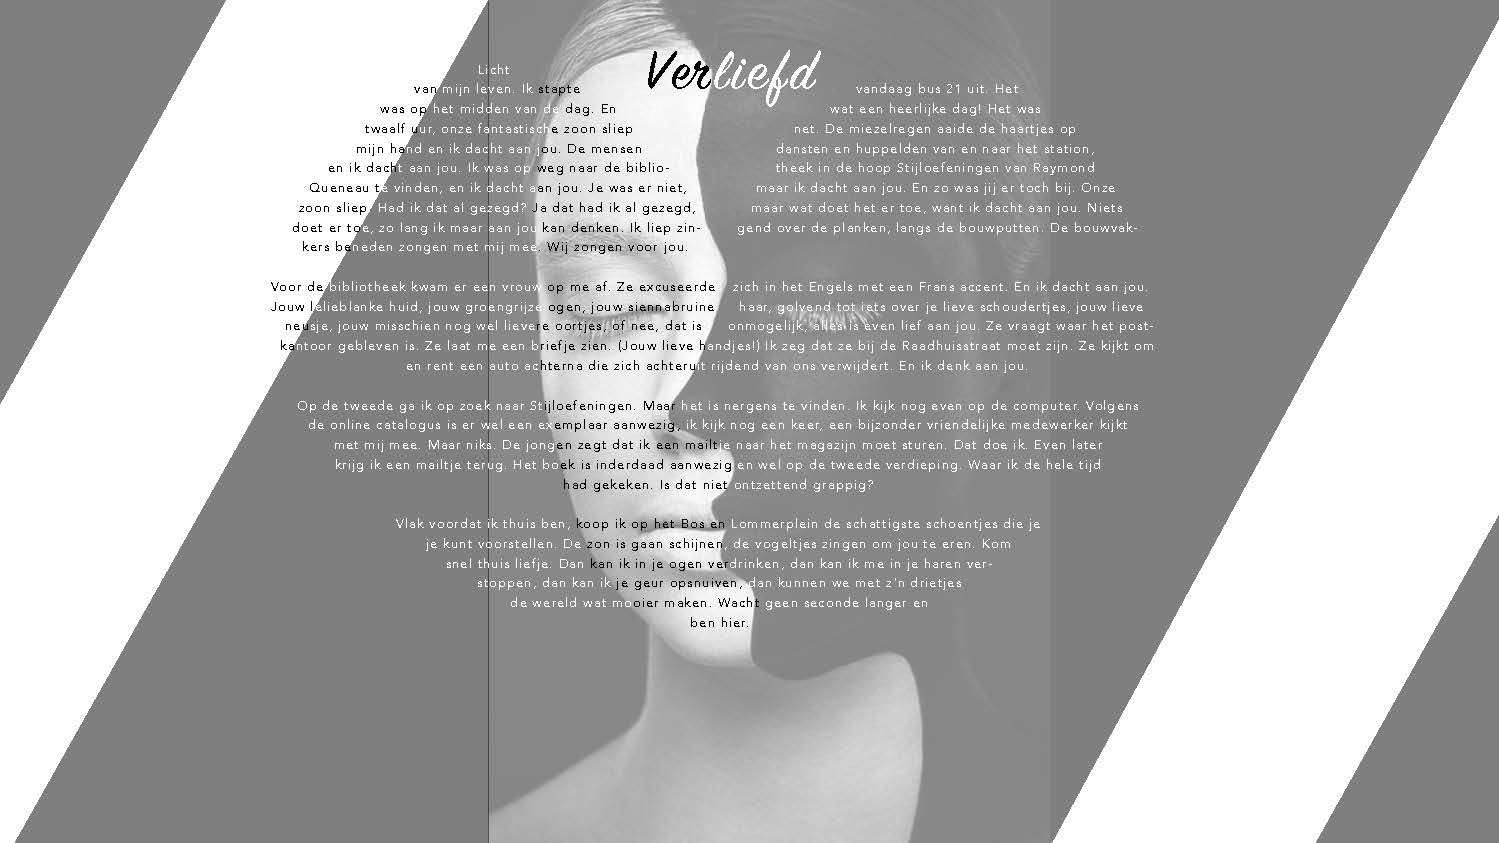 Verliefd
Licht
van mijn leven. Ik stapte vandaag bus 21 uit. Het
was op het midden van de dag. En wat een heerlijke dag! Het was
twaalf uur, onze fantastische zoon sliep net. De miezelregen aaide de haartjes op
mijn hand en ik dacht aan jou. De mensen dansten en huppelden van en naar het station,
en ik dacht aan jou. Ik was op weg naar de biblio- theek in de hoop Stijloefeningen van Raymond
Queneau te vinden, en ik dacht aan jou. Je was er niet, maar ik dacht aan jou. En zo was jij er toch bij. Onze
zoon sliep. Had ik dat al gezegd? Ja dat had ik al gezegd, maar wat doet het er toe, want ik dacht aan jou. Niets
doet er toe, zo lang ik maar aan jou kan denken. Ik liep zin- gend over de planken, langs de bouwputten. De bouwvak-
kers beneden zongen met mij mee. Wij zongen voor jou.
Voor de bibliotheek kwam er een vrouw op me af. Ze excuseerde zich in het Engels met een Frans accent. En ik dacht aan jou.
Jouw lelieblanke huid, jouw groengrijze ogen, jouw siennabruine haar, golvend tot iets over je lieve schoudertjes, jouw lieve
neusje, jouw misschien nog wel lievere oortjes, of nee, dat is onmogelijk, alles is even lief aan jou. Ze vraagt waar het post-
kantoor gebleven is. Ze laat me een briefje zien. (Jouw lieve handjes!) Ik zeg dat ze bij de Raadhuisstraat moet zijn. Ze kijkt om
en rent een auto achterna die zich achteruit rijdend van ons verwijdert. En ik denk aan jou.
Op de tweede ga ik op zoek naar Stijloefeningen. Maar het is nergens te vinden. Ik kijk nog even op de computer. Volgens
de online catalogus is er wel een exemplaar aanwezig, ik kijk nog een keer, een bijzonder vriendelijke medewerker kijkt
met mij mee. Maar niks. De jongen zegt dat ik een mailtje naar het magazijn moet sturen. Dat doe ik. Even later
krijg ik een mailtje terug. Het boek is inderdaad aanwezig en wel op de tweede verdieping. Waar ik de hele tijd
had gekeken. Is dat niet ontzettend grappig?
Vlak voordat ik thuis ben, koop ik op het Bos en Lommerplein de schattigste schoentjes die je
je kunt voorstellen. De zon is gaan schijnen, de vogeltjes zingen om jou te eren. Kom
snel thuis liefje. Dan kan ik in je ogen verdrinken, dan kan ik me in je haren ver-
stoppen, dan kan ik je geur opsnuiven, dan kunnen we met z'n drietjes
de wereld wat mooier maken. Wacht geen seconde langer en
ben hier.